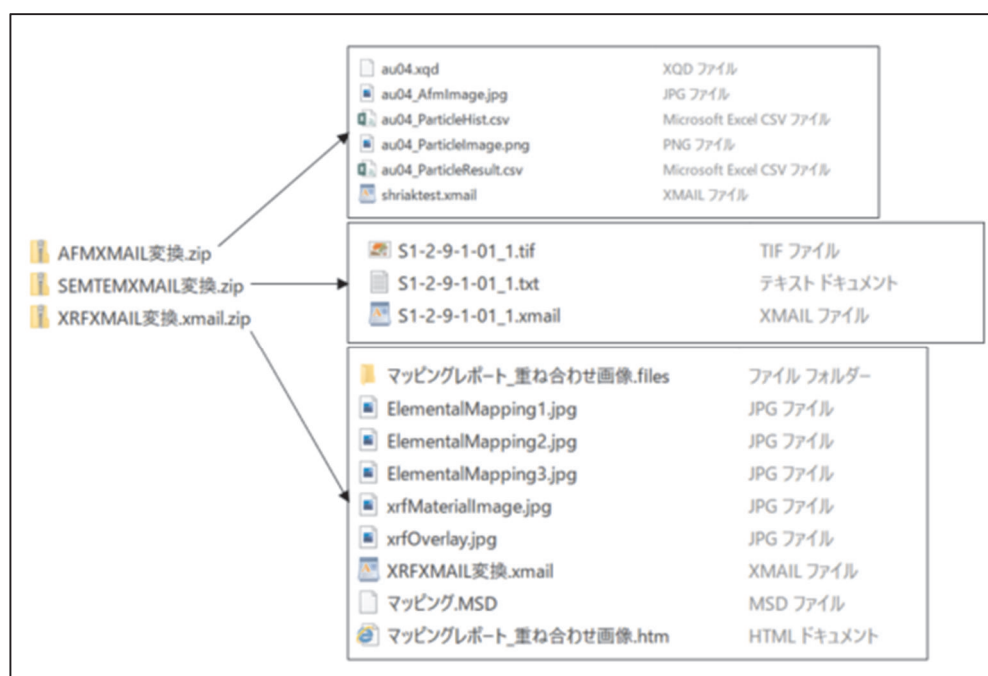 au04.xqd XQD ファイル
au04_AfmImage.jpg JPG ファイル
au04_ParticleHist.csv Microsoft Excel CSV ファイル
au04_ParticleImage.png PNG ファイル
au04_ParticleResult.csv Microsoft Excel CSV ファイル
shriaktest.xmail XMAIL ファイル
AFMXMAIL変換.zip
SEMTEMXMAIL変換.zip
XRFXMAIL変換.xmail.zip
S1-2-9-1-01_1.tif TIF ファイル
S1-2-9-1-01_1.txt テキスト ドキュメント
S1-2-9-1-01_1.xmail XMAIL ファイル
マッピングレポート_重ね合わせ画像.files ファイル フォルダー
ElementalMapping1.jpg JPG ファイル
ElementalMapping2.jpg JPG ファイル
ElementalMapping3.jpg JPG ファイル
xrfMaterialImage.jpg JPG ファイル
xrfOverlay.jpg JPG ファイル
XRFXMAIL変換.xmail XMAIL ファイル
マッピング.MSD MSD ファイル
マッピングレポート_重ね合わせ画像.htm HTML ドキュメント